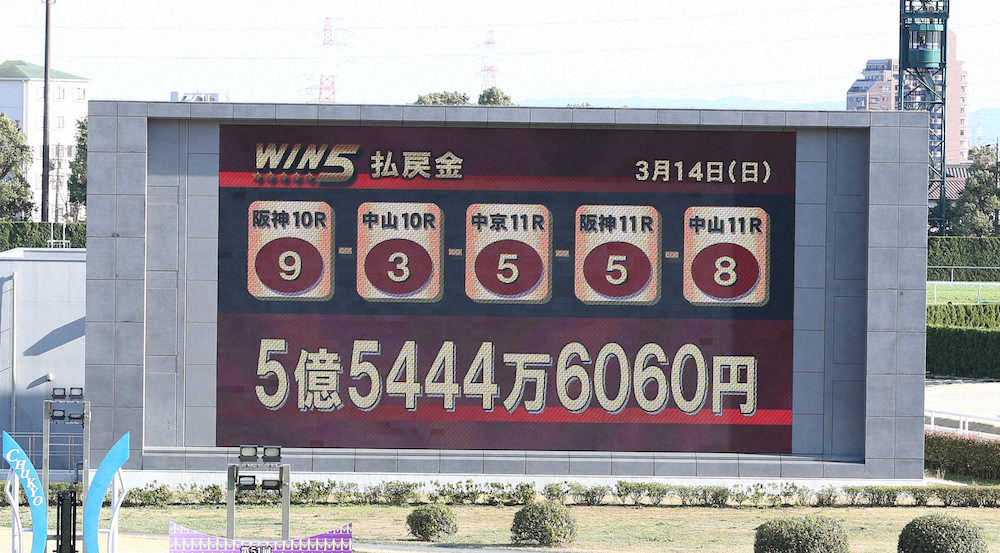 WIN5 払戻金 3月14日(日)
阪神10R 中山10R 中京11R 阪神11R 中山11R
9 3 5 5 8
5億5444万6060円
CHUKYO